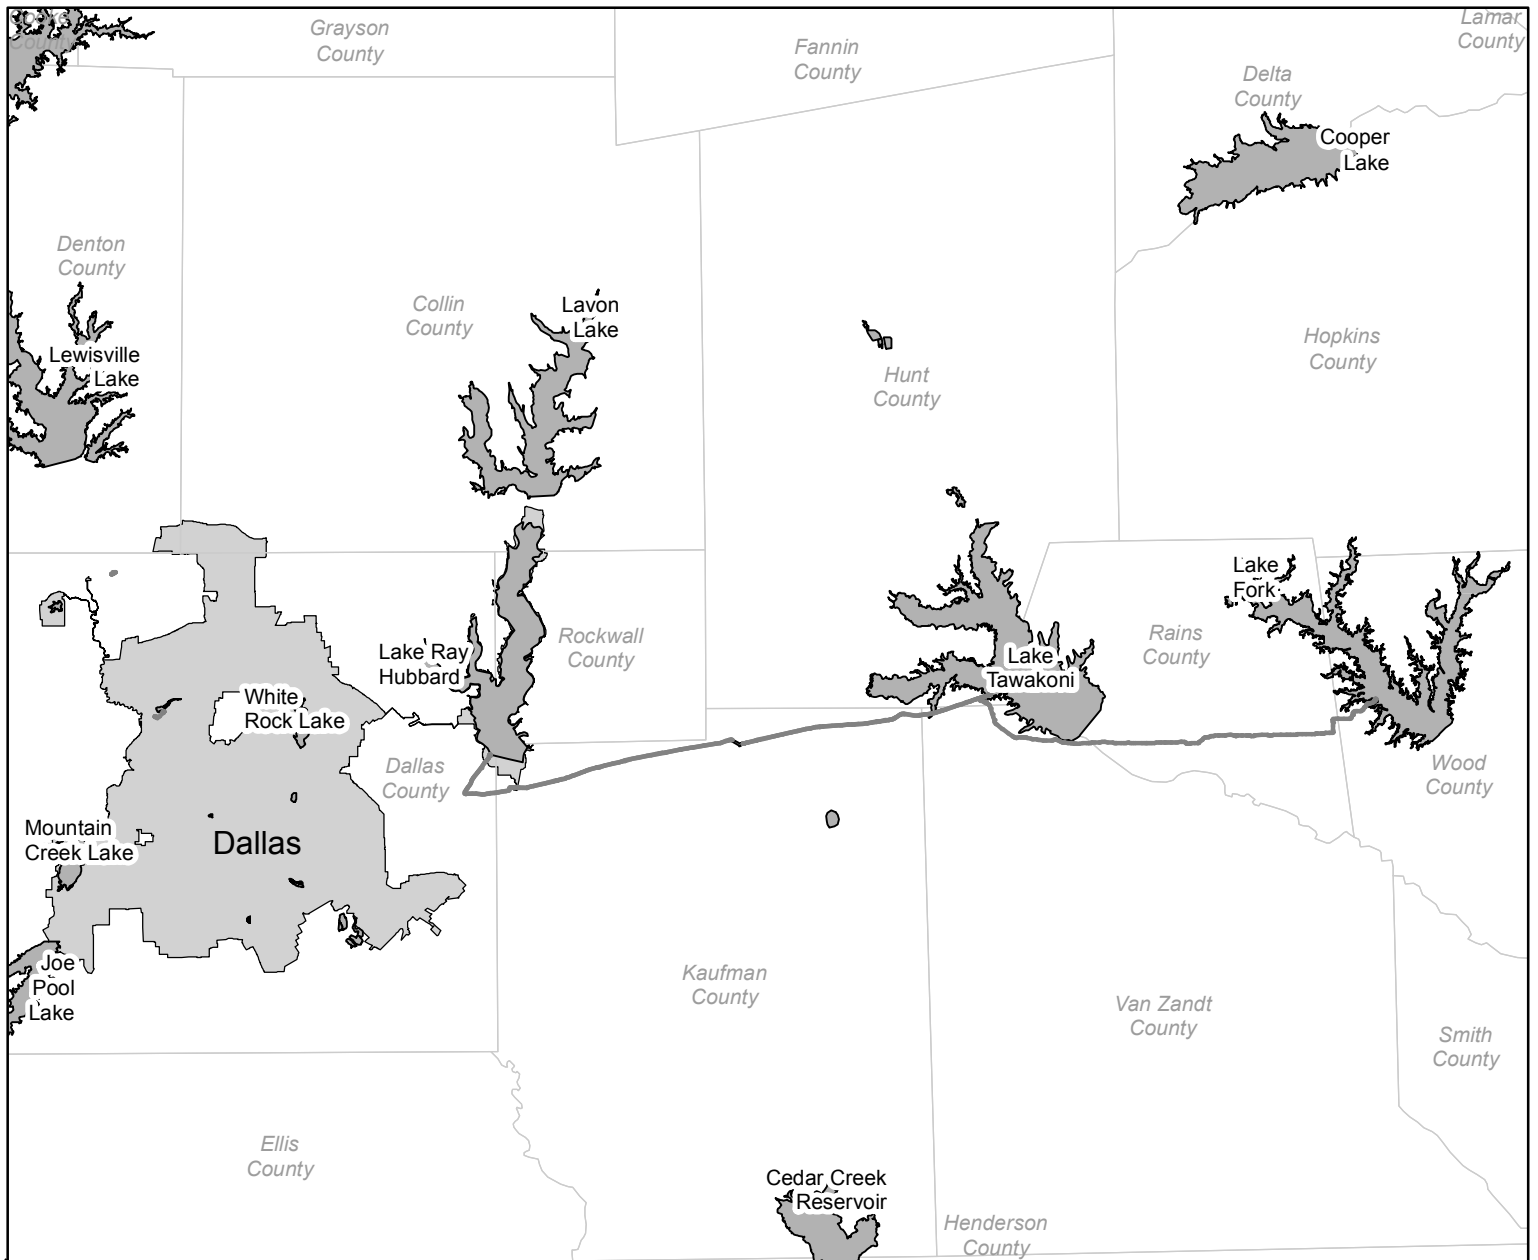 Cooke
County
Grayson
County
Fannin
County
Lamar
County
Delta
County
Cooper
Lake
Denton
County
Collin
County
Lavon
Lake
Lewisville
Lake
Hunt
County
Hopkins
County
Lake
Fork
Rockwall
County
Rains
County
Lake Ray
Hubbard
Lake
Tawakoni
White
Rock Lake
Dallas
County
Wood
County
Mountain
Creek Lake
Dallas
Joe
Pool
Lake
Kaufman
County
Van Zandt
County
Smith
County
Ellis
County
Cedar Creek
Reservoir
Henderson
County